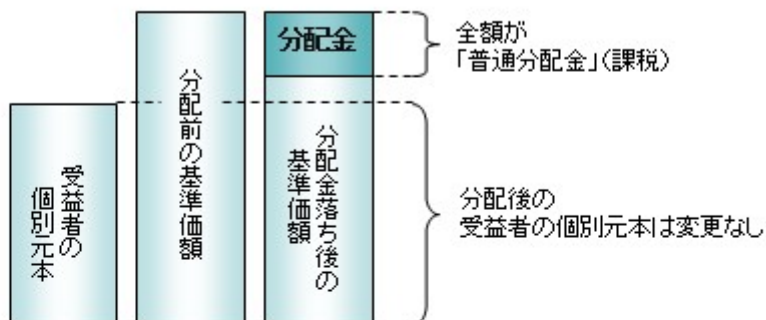 受益者の
個別元本
分配前の基準価額
分配金
分配金落ち後の
基準価額
全額が
「普通分配金」(課税)
分配後の
受益者の個別元本は変更なし